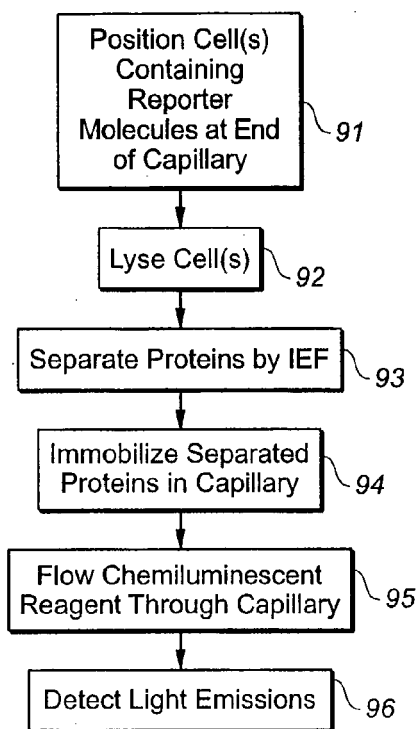 Position Cell(s)
Containing
Reporter
Molecules at End
of Capillary
91
Lyse Cell(s)
92
Separate Proteins by IEF
93
Immobilize Separated
Proteins in Capillary
94
Flow Chemiluminescent
Reagent Through Capillary
95
Detect Light Emissions
96